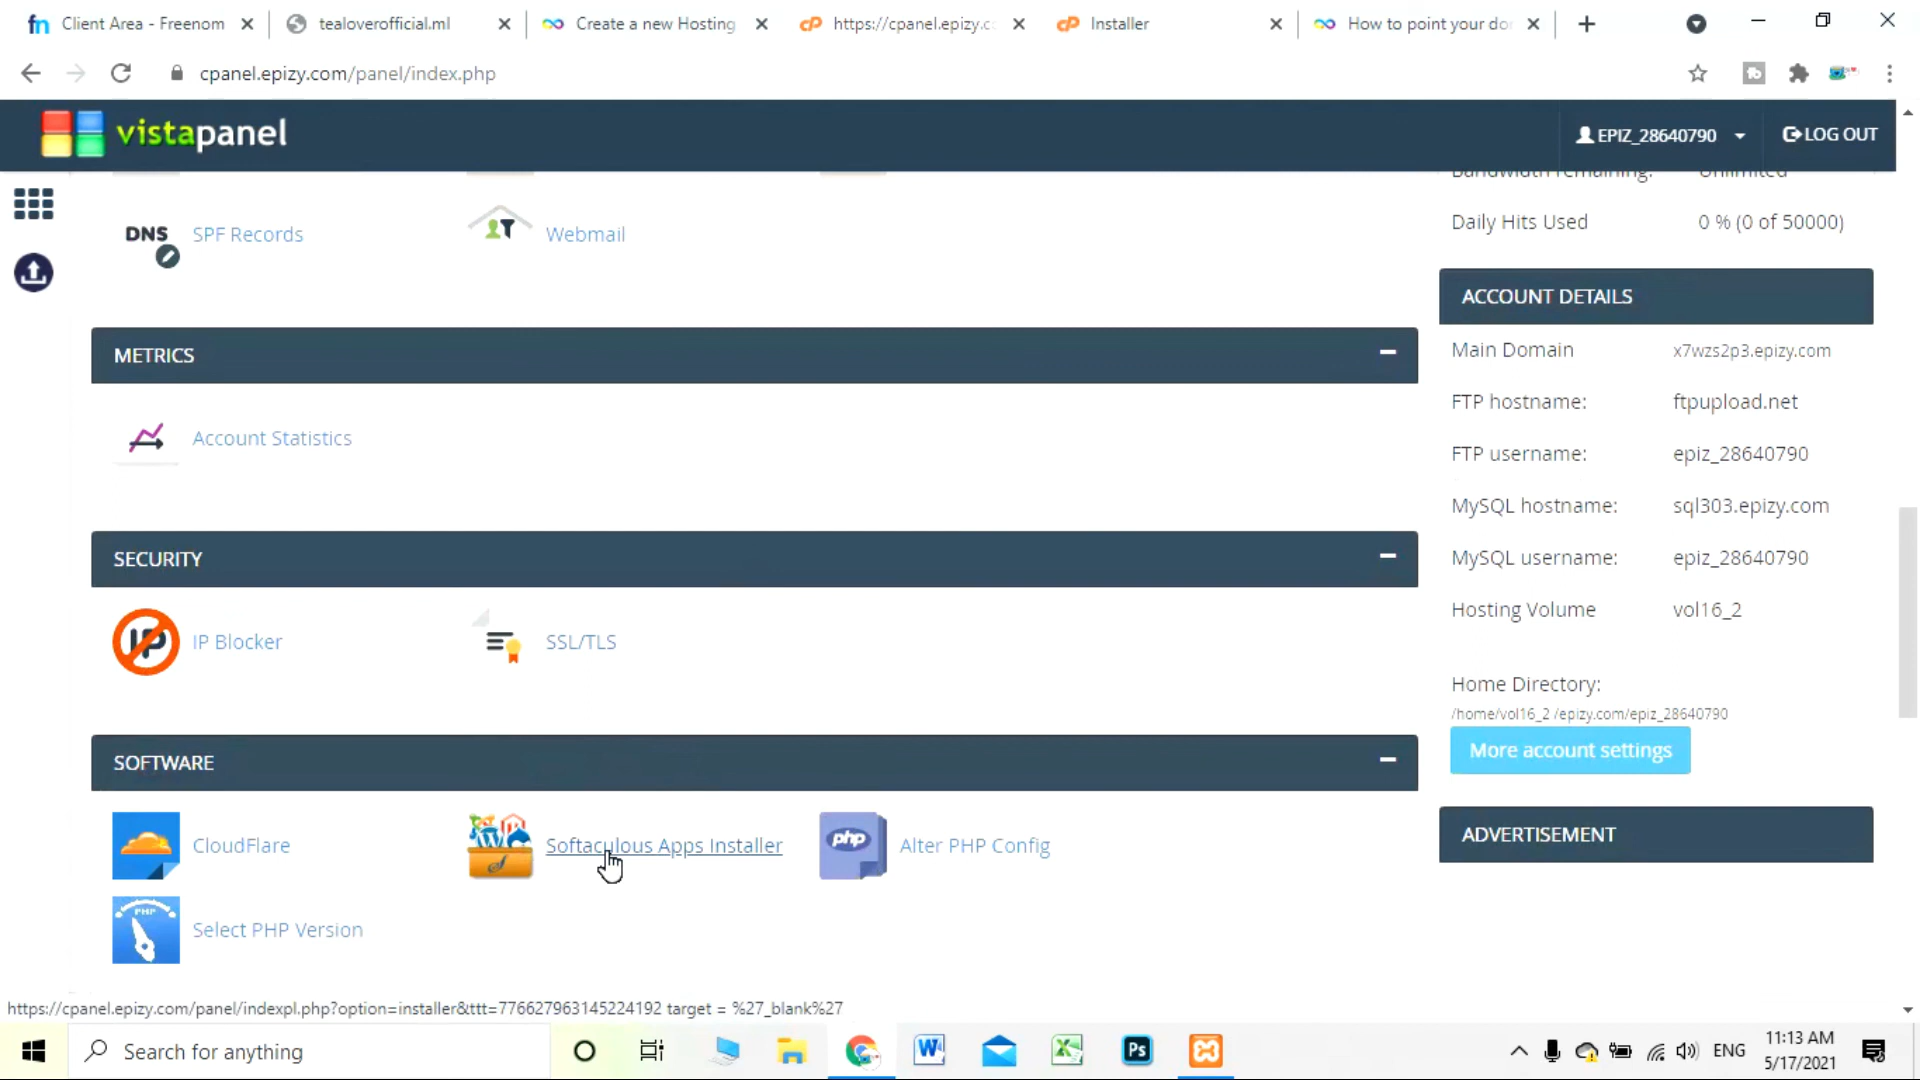 Client Area - Freenom
tealoverofficial.ml
Create a new Hosting
https://cpanel.epizy.c
Installer
How to point your do
cpanel.epizy.com/panel/index.php
vistapanel
EPIZ_28640790
LOG OUT
DNS
SPF Records
Webmail
Bandwidth remaining:
Unlimited
Daily Hits Used
0 % (0 of 50000)
METRICS
Account Statistics
SECURITY
IP
IP Blocker
SSL/TLS
SOFTWARE
CloudFlare
Softaculous Apps Installer
php
Alter PHP Config
PHP
Select PHP Version
ACCOUNT DETAILS
Main Domain
x7wzs2p3.epizy.com
FTP hostname:
ftpupload.net
FTP username:
epiz_28640790
MySQL hostname:
sql303.epizy.com
MySQL username:
epiz_28640790
Hosting Volume
vol16_2
Home Directory:
/home/vol16_2 /epizy.com/epiz_28640790
More account settings
ADVERTISEMENT
https://cpanel.epizy.com/panel/indexpl.php?option=installer&ttt=776627963145224192 target = %27_blank%27
Search for anything
ENG
11:13 AM
5/17/2021